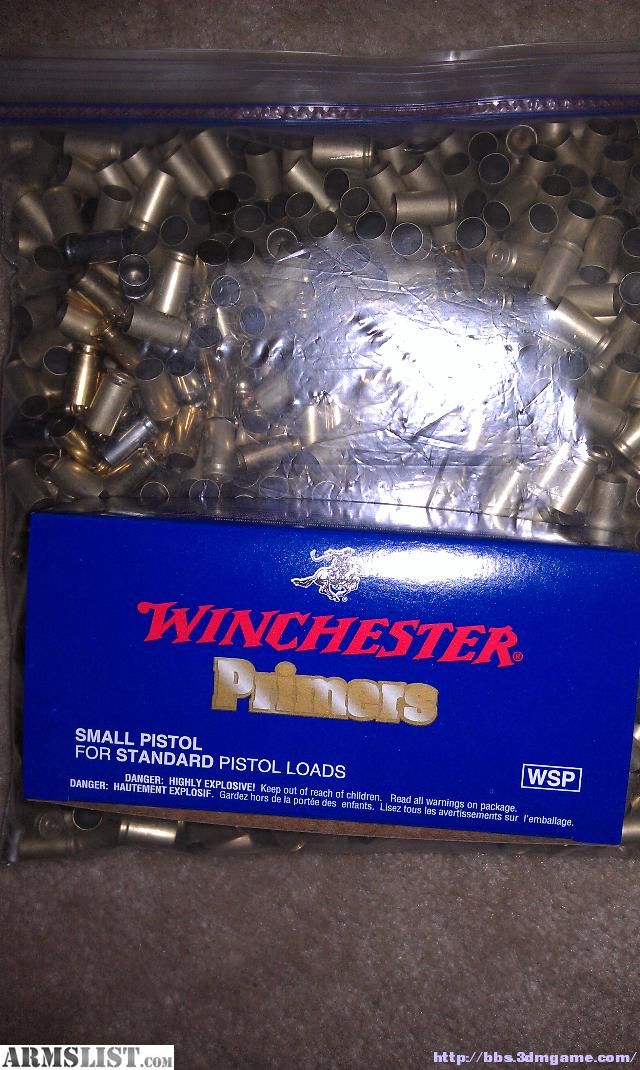 WINCHESTER®
Primers
SMALL PISTOL
FOR STANDARD PISTOL LOADS
WSP
DANGER: HIGHLY EXPLOSIVE! Keep out of reach of children. Read all warnings on package.
DANGER: HAUTEMENT EXPLOSIF. Gardez hors de la portée des enfants. Lisez tous les avertissements sur l'emballage.
ARMSLIST.COM
http://bbs.3dmgame.com/